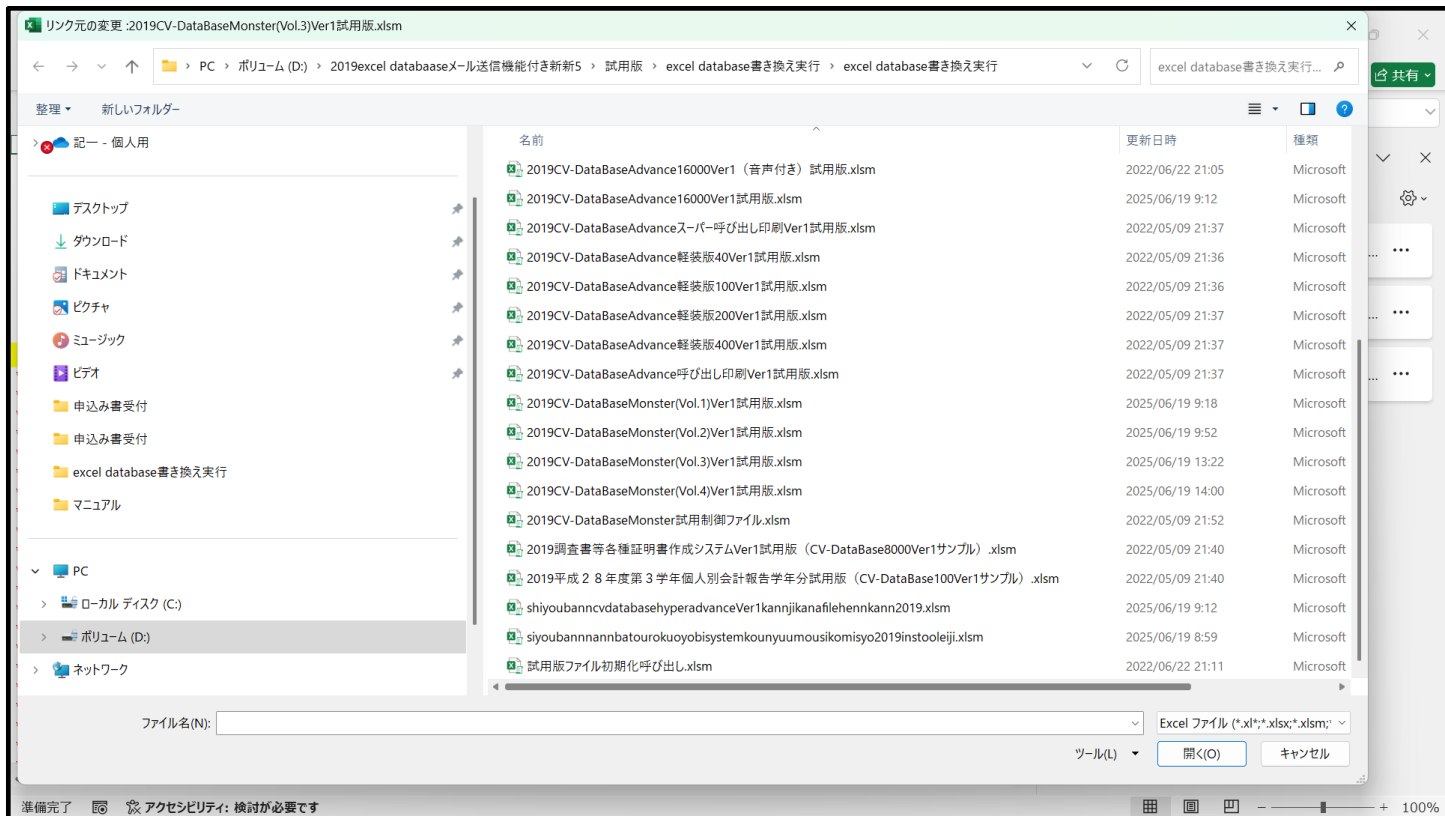 リンク元の変更 :2019CV-DataBaseMonster(Vol.3)Ver1試用版.xlsm
PC › ボリューム (D:) › 2019excel databaaseメール送信機能付き新新5 › 試用版 › excel database書き換え実行 › excel database書き換え実行
excel database書き換え実行...
共有
整理
新しいフォルダー
記一 - 個人用
デスクトップ
ダウンロード
ドキュメント
ピクチャ
ミュージック
ビデオ
申込み書受付
申込み書受付
excel database書き換え実行
マニュアル
PC
ローカル ディスク (C:)
ボリューム (D:)
ネットワーク
名前 更新日時 種類
2019CV-DataBaseAdvance16000Ver1（音声付き）試用版.xlsm 2022/06/22 21:05 Microsoft
2019CV-DataBaseAdvance16000Ver1試用版.xlsm 2025/06/19 9:12 Microsoft
2019CV-DataBaseAdvanceスーパー呼び出し印刷Ver1試用版.xlsm 2022/05/09 21:37 Microsoft
2019CV-DataBaseAdvance軽装版40Ver1試用版.xlsm 2022/05/09 21:36 Microsoft
2019CV-DataBaseAdvance軽装版100Ver1試用版.xlsm 2022/05/09 21:36 Microsoft
2019CV-DataBaseAdvance軽装版200Ver1試用版.xlsm 2022/05/09 21:37 Microsoft
2019CV-DataBaseAdvance軽装版400Ver1試用版.xlsm 2022/05/09 21:37 Microsoft
2019CV-DataBaseAdvance呼び出し印刷Ver1試用版.xlsm 2022/05/09 21:37 Microsoft
2019CV-DataBaseMonster(Vol.1)Ver1試用版.xlsm 2025/06/19 9:18 Microsoft
2019CV-DataBaseMonster(Vol.2)Ver1試用版.xlsm 2025/06/19 9:52 Microsoft
2019CV-DataBaseMonster(Vol.3)Ver1試用版.xlsm 2025/06/19 13:22 Microsoft
2019CV-DataBaseMonster(Vol.4)Ver1試用版.xlsm 2025/06/19 14:00 Microsoft
2019CV-DataBaseMonster試用制御ファイル.xlsm 2022/05/09 21:52 Microsoft
2019調査書等各種証明書作成システムVer1試用版（CV-DataBase8000Ver1サンプル）.xlsm 2022/05/09 21:40 Microsoft
2019平成２８年度第３学年個人別会計報告学年分試用版（CV-DataBase100Ver1サンプル）.xlsm 2022/05/09 21:40 Microsoft
shiyoubanncvdatabasehyperadvanceVer1kannjikanafilehennkann2019.xlsm 2025/06/19 9:12 Microsoft
siyoubannnannbatourokuoyobisystemkounyuumousikomisyo2019instooleiji.xlsm 2025/06/19 8:59 Microsoft
試用版ファイル初期化呼び出し.xlsm 2022/06/22 21:11 Microsoft
ファイル名(N):
Excel ファイル (*.xl*;*.xlsx;*.xlsm;
ツール(L)
開く(O)
キャンセル
準備完了
アクセシビリティ: 検討が必要です
100%